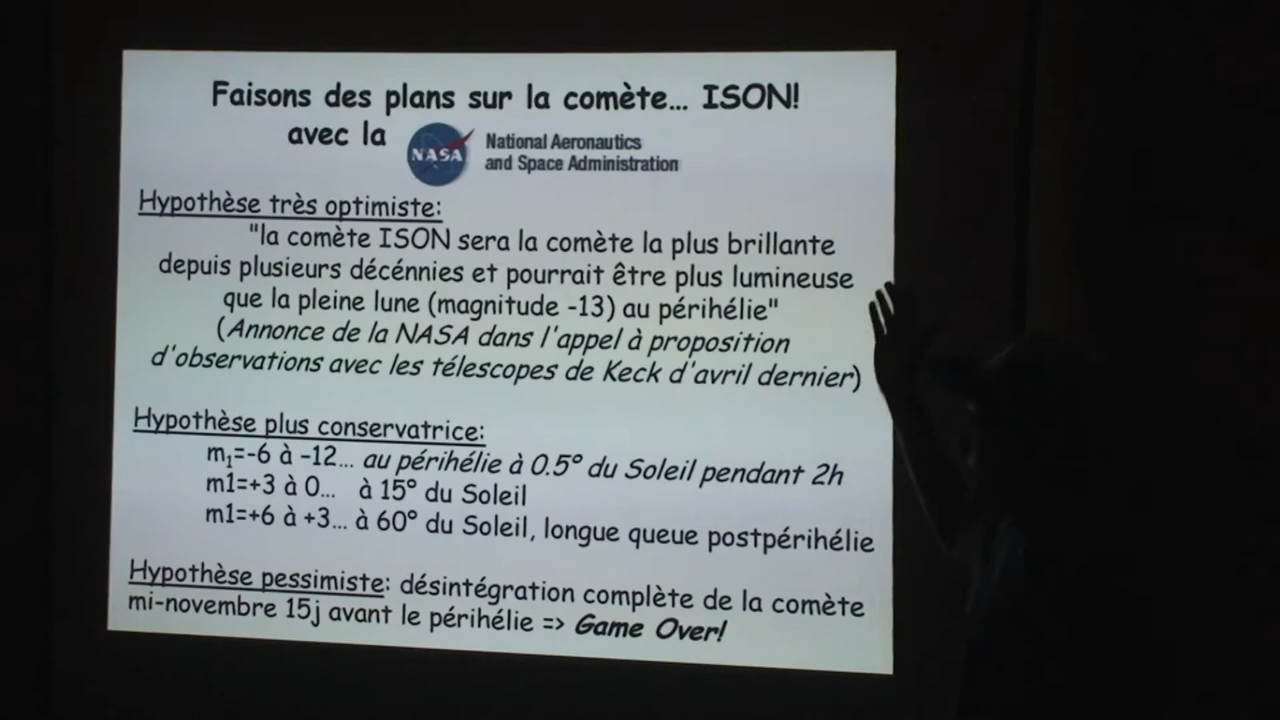 Faisons des plans sur la comète... ISON!
avec la NASA National Aeronautics
and Space Administration
Hypothèse très optimiste:
"la comète ISON sera la comète la plus brillante
depuis plusieurs décénnies et pourrait être plus lumineuse
que la pleine lune (magnitude -13) au périhélie"
(Annonce de la NASA dans l'appel à proposition
d'observations avec les télescopes de Keck d'avril dernier)
Hypothèse plus conservatrice:
m₁=-6 à -12... au périhélie à 0.5° du Soleil pendant 2h
m1=+3 à 0... à 15° du Soleil
m1=+6 à +3... à 60° du Soleil, longue queue postpérihélie
Hypothèse pessimiste: désintégration complète de la comète
mi-novembre 15j avant le périhélie => Game Over!